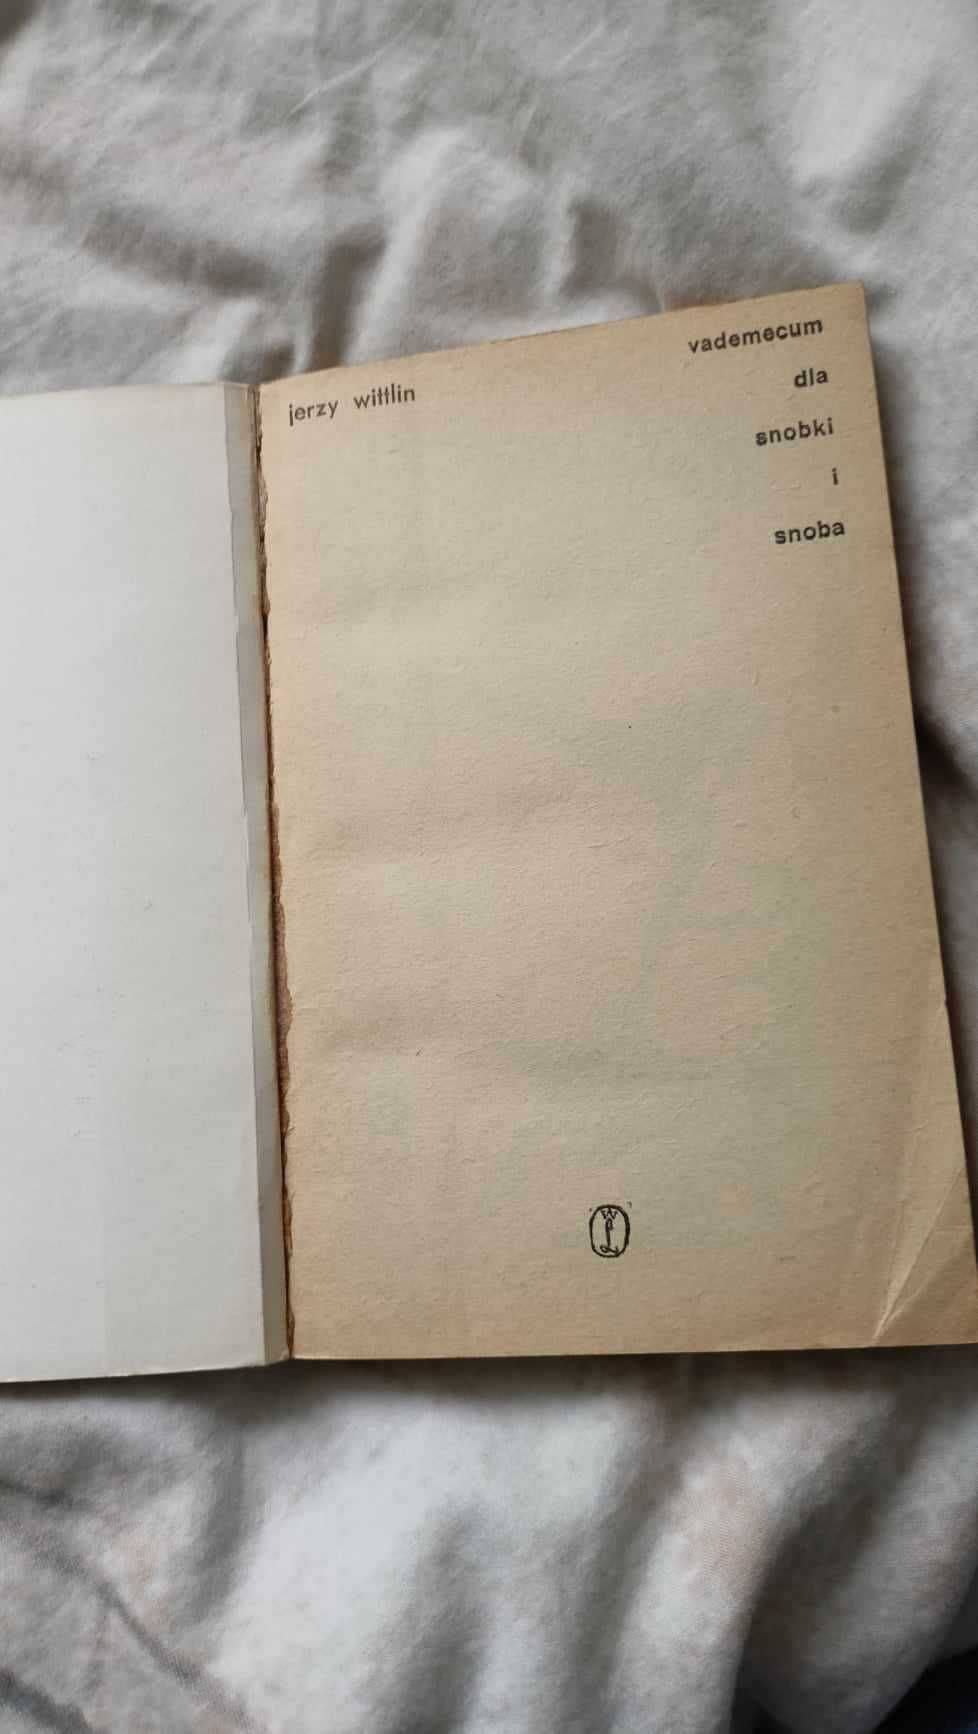 jerzy wittlin
vademecum
dla
snobki
i
snoba
W
L